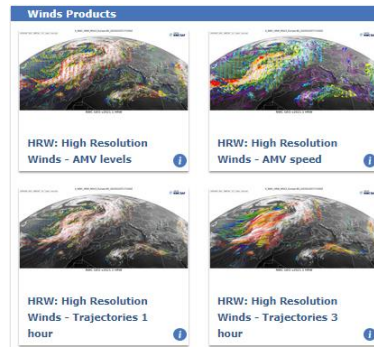 Winds Products
HRW: High Resolution
Winds - AMV levels
HRW: High Resolution
Winds - AMV speed
HRW: High Resolution
Winds - Trajectories 1
hour
HRW: High Resolution
Winds - Trajectories 3
hour